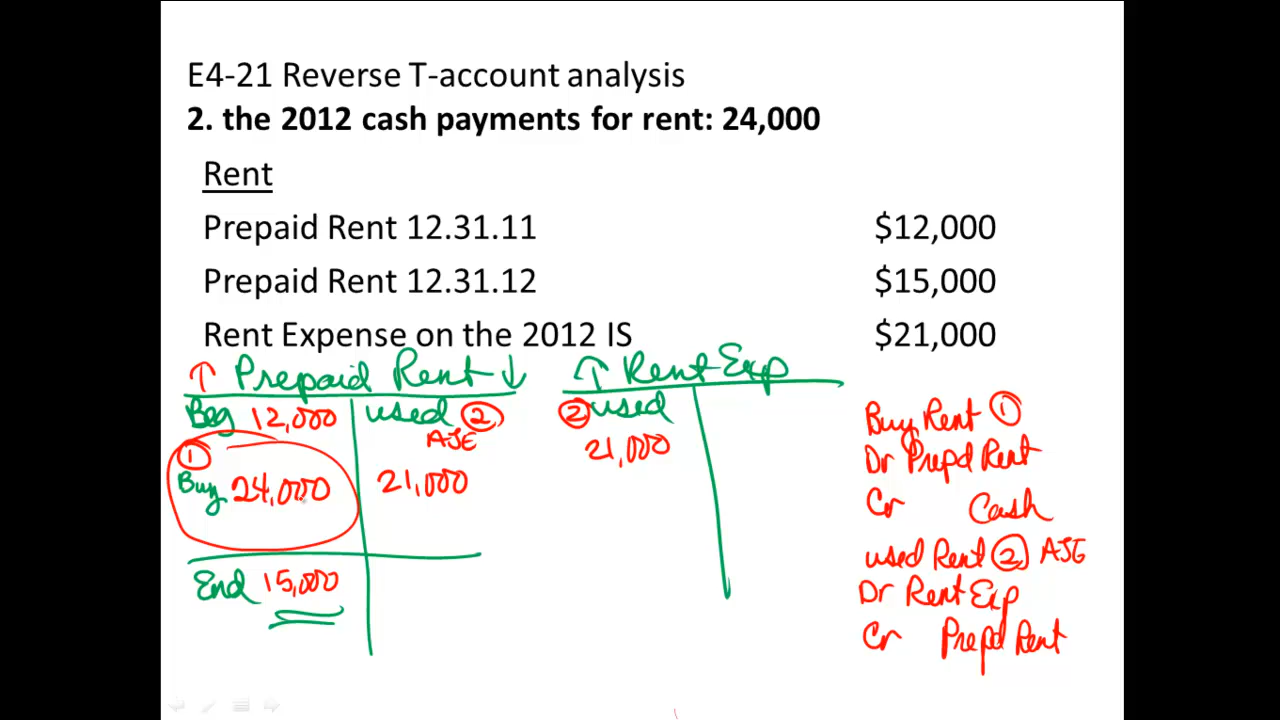 E4-21 Reverse T-account analysis
2. the 2012 cash payments for rent: 24,000
Rent
Prepaid Rent 12.31.11 $12,000
Prepaid Rent 12.31.12 $15,000
Rent Expense on the 2012 IS $21,000
↑ Prepaid Rent ↓
Beg 12,000 used ②
AJE
① Buy 24,000 21,000
End 15,000
↑ Rent Exp
② used
21,000
Buy Rent ①
Dr Prepd Rent
Cr Cash
used Rent ② AJE
Dr Rent Exp
Cr Prepd Rent